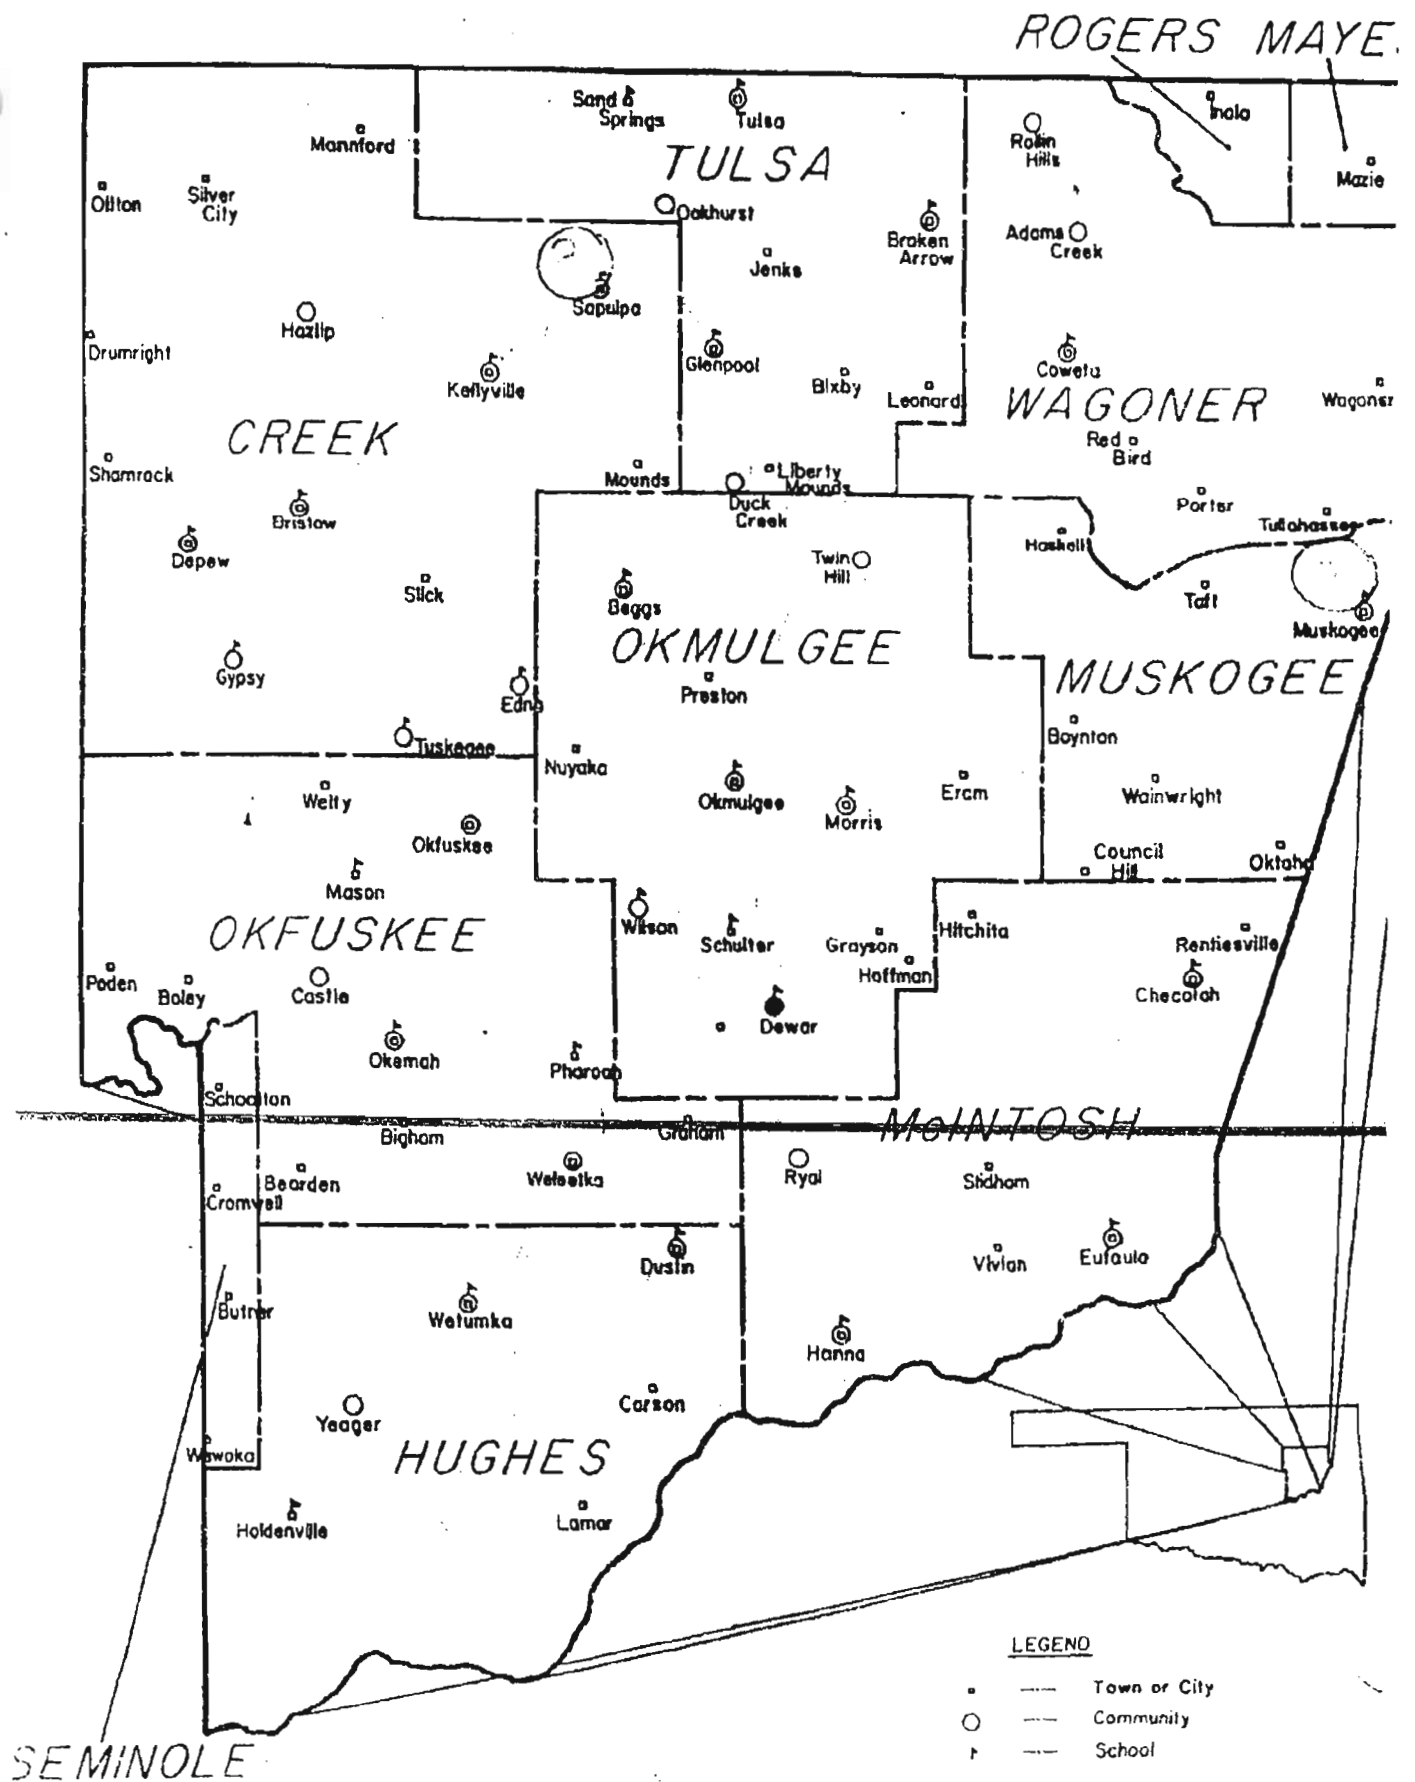 ROGERS MAYE
Sand
Springs
Tulsa
Inola
Mannford
TULSA
Rolin
Hills
Mazie
Oilton
Silver
City
Oakhurst
Broken
Arrow
Adams
Creek
Jenks
Sapulpa
Hazlip
Drumright
Glenpool
Kellyville
Bixby
Leonard
Coweta
Wagoner
WAGONER
CREEK
Red
Bird
Shamrock
Mounds
Liberty
Mounds
Duck
Creek
Porter
Tullahassee
Bristow
Haskell
Depew
Twin
Hill
Slick
Beggs
Taft
Muskogee
OKMULGEE
Gypsy
MUSKOGEE
Preston
Edna
Tuskegee
Boynton
Nuyaka
Welty
Okmulgee
Morris
Eram
Wainwright
Okfuskee
Council
Hill
Oktaha
Mason
OKFUSKEE
Wilson
Schulter
Grayson
Hitchita
Rentiesville
Hoffman
Paden
Boley
Castle
Checotah
Dewar
Okemah
Pharoah
Schoolton
McINTOSH
Bigham
Graham
Bearden
Weleetka
Ryal
Stidham
Cromwell
Dustin
Vivian
Eufaula
Butner
Wetumka
Hanna
Yeager
Carson
Wewoka
HUGHES
Holdenville
Lamar
LEGEND
Town or City
Community
School
SEMINOLE